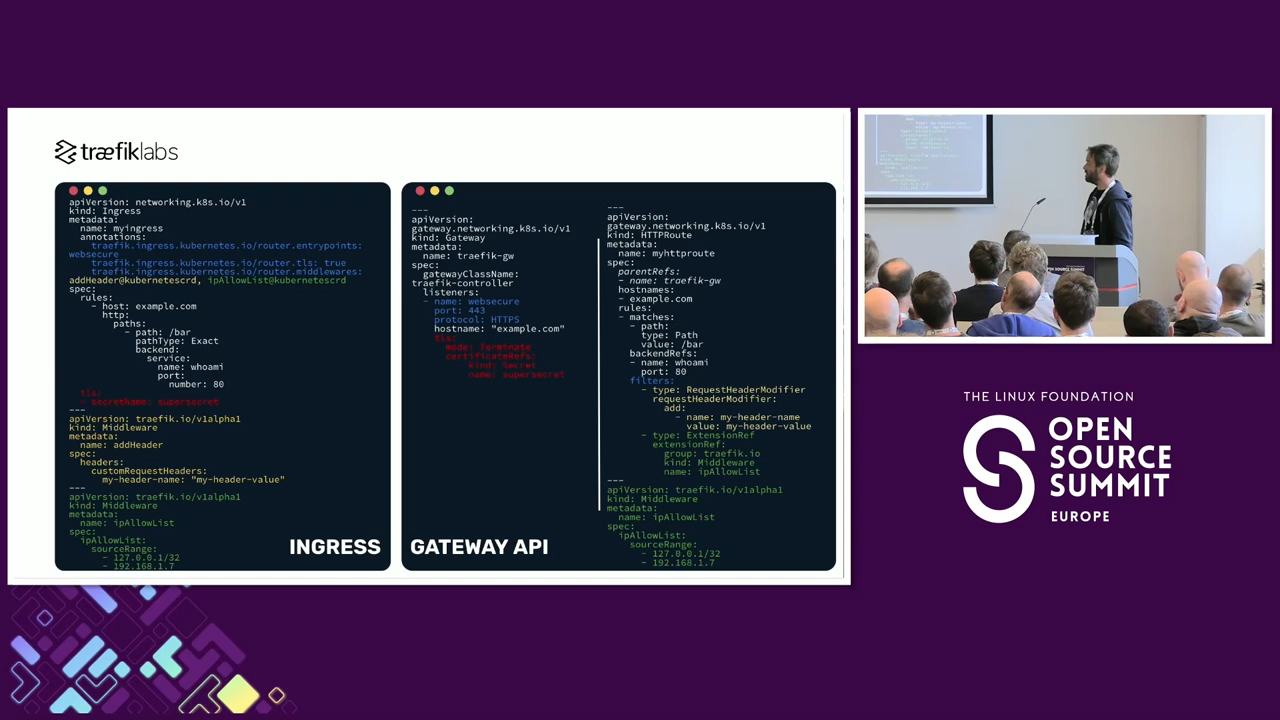 træfiklabs
apiVersion: networking.k8s.io/v1
kind: Ingress
metadata:
  name: myingress
  annotations:
    traefik.ingress.kubernetes.io/router.entrypoints:
websecure
    traefik.ingress.kubernetes.io/router.tls: true
    traefik.ingress.kubernetes.io/router.middlewares:
addHeader@kubernetescrd, ipAllowList@kubernetescrd
spec:
  rules:
    - host: example.com
      http:
        paths:
          - path: /bar
            pathType: Exact
            backend:
              service:
                name: whoami
                port:
                  number: 80
  tls:
  - secretName: supersecret
---
apiVersion: traefik.io/v1alpha1
kind: Middleware
metadata:
  name: addHeader
spec:
  headers:
    customRequestHeaders:
      my-header-name: "my-header-value"
---
apiVersion: traefik.io/v1alpha1
kind: Middleware
metadata:
  name: ipAllowList
spec:
  ipAllowList:
    sourceRange:
      - 127.0.0.1/32
      - 192.168.1.7
INGRESS
---
apiVersion:
gateway.networking.k8s.io/v1
kind: Gateway
metadata:
  name: traefik-gw
spec:
  gatewayClassName:
traefik-controller
  listeners:
  - name: websecure
    port: 443
    protocol: HTTPS
    hostname: "example.com"
    tls:
      mode: Terminate
      certificateRefs:
        - kind: Secret
          name: supersecret
GATEWAY API
---
apiVersion:
gateway.networking.k8s.io/v1
kind: HTTPRoute
metadata:
  name: myhttproute
spec:
  parentRefs:
  - name: traefik-gw
  hostnames:
  - example.com
  rules:
  - matches:
    - path:
      type: Path
      value: /bar
    backendRefs:
    - name: whoami
      port: 80
    filters:
      - type: RequestHeaderModifier
        requestHeaderModifier:
          add:
            - name: my-header-name
              value: my-header-value
      - type: ExtensionRef
        extensionRef:
          group: traefik.io
          kind: Middleware
          name: ipAllowList
---
apiVersion: traefik.io/v1alpha1
kind: Middleware
metadata:
  name: ipAllowList
spec:
  ipAllowList:
    sourceRange:
      - 127.0.0.1/32
      - 192.168.1.7
OPEN SOURCE SUMMIT
THE LINUX FOUNDATION
OPEN
SOURCE
SUMMIT
EUROPE